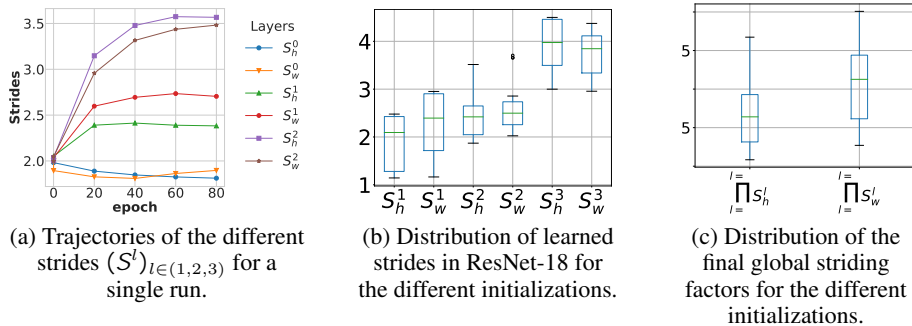 3.5
3.0
2.5
2.0
Strides
0 20 40 60 80
epoch
Layers
S_h^0
S_w^0
S_h^1
S_w^1
S_h^2
S_w^2
(a) Trajectories of the different
strides (S^l)_{l∈(1,2,3)} for a
single run.
4
3
2
1
S_h^1 S_w^1 S_h^2 S_w^2 S_h^3 S_w^3
(b) Distribution of learned
strides in ResNet-18 for
the different initializations.
5
5
l=
∏ S_h^l
l=
l=
∏ S_w^l
l=
(c) Distribution of the
final global striding
factors for the different
initializations.